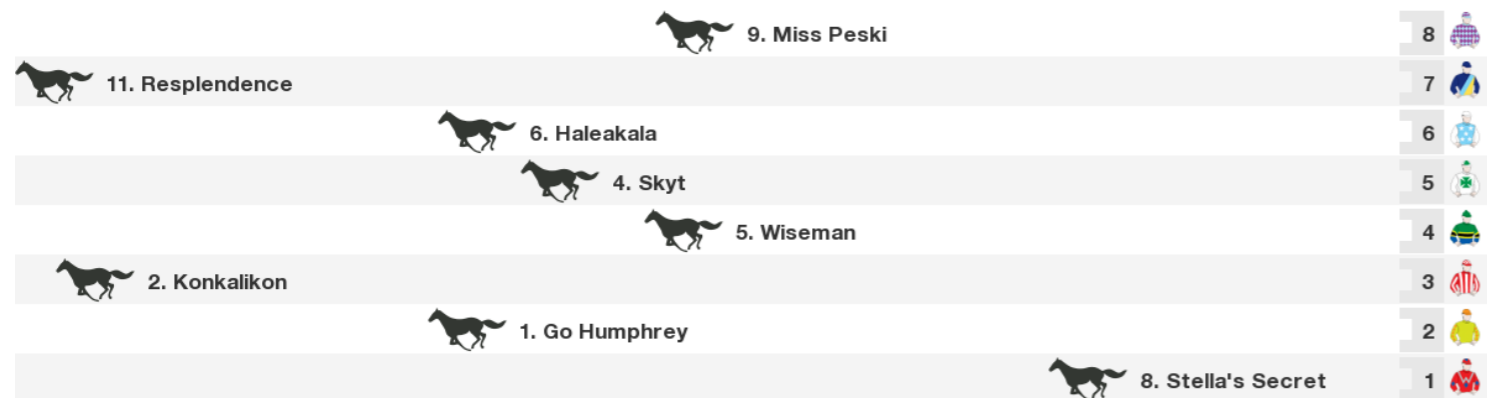 9. Miss Peski 8
11. Resplendence 7
6. Haleakala 6
4. Skyt 5
5. Wiseman 4
2. Konkalikon 3
1. Go Humphrey 2
8. Stella's Secret 1